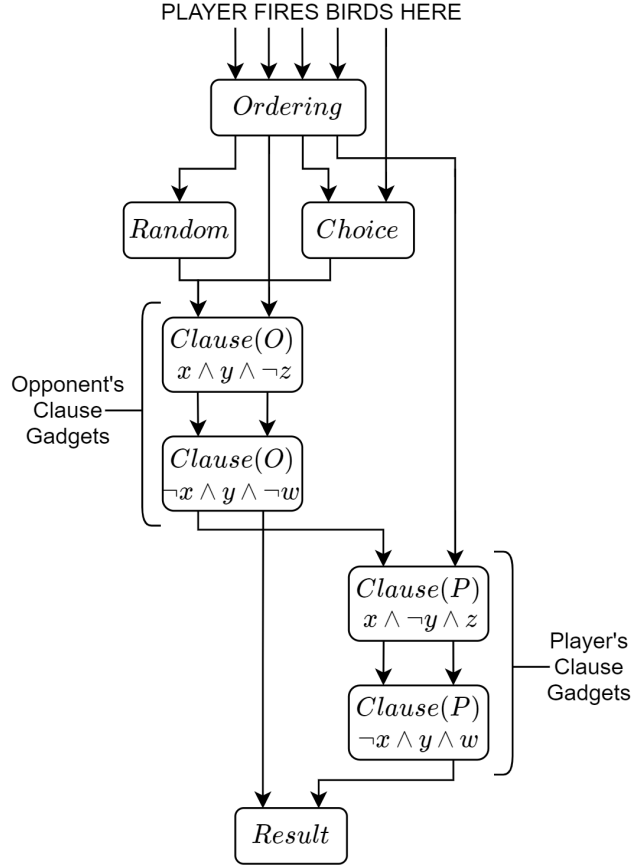 PLAYER FIRES BIRDS HERE
Ordering
Random
Choice
Opponent's
Clause
Gadgets
Clause(O)
x ∧ y ∧ ¬z
Clause(O)
¬x ∧ y ∧ ¬w
Clause(P)
x ∧ ¬y ∧ z
Clause(P)
¬x ∧ y ∧ w
Player's
Clause
Gadgets
Result